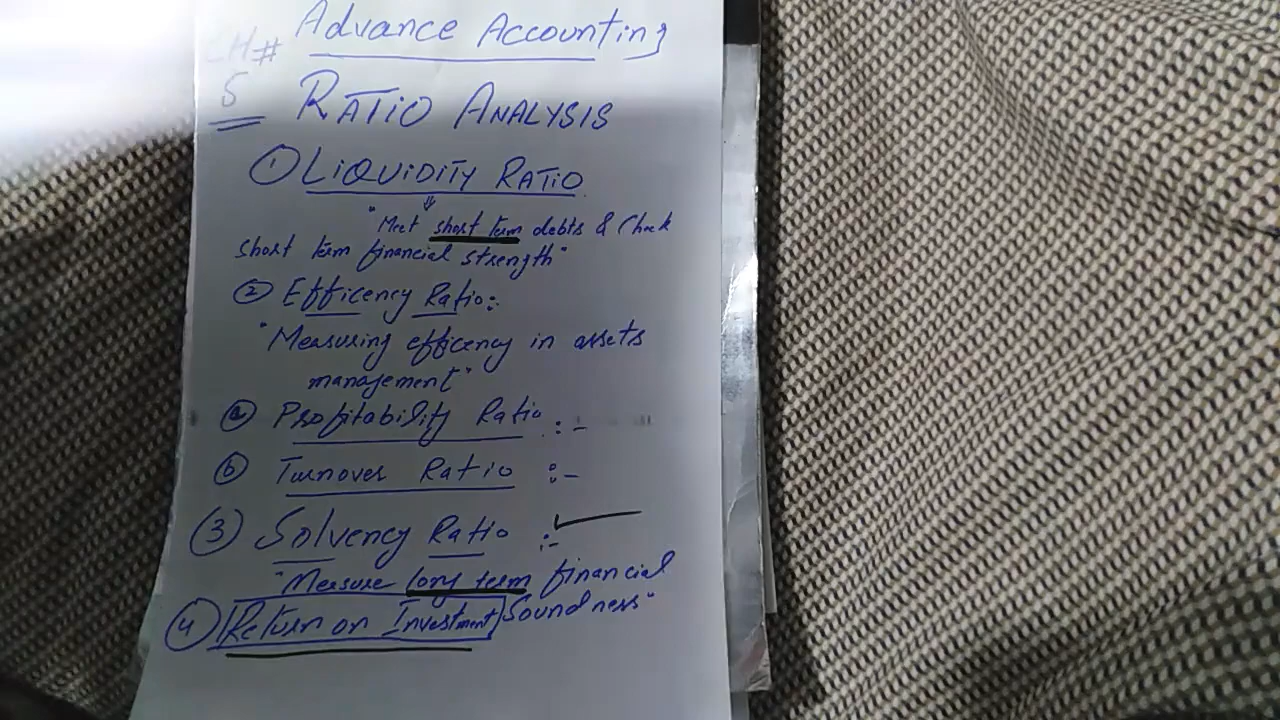 Advance Accounting
CH#
5
RATIO ANALYSIS
① LIQUIDITY RATIO
"Meet short term debts & Check
short term financial strength"
② Efficency Ratio:
"Measuring efficency in assets
management"
ⓐ Profitability Ratio :-
ⓑ Turnover Ratio :-
③ Solvency Ratio :-
"Measure long term financial
Soundness"
④ Return on Investment